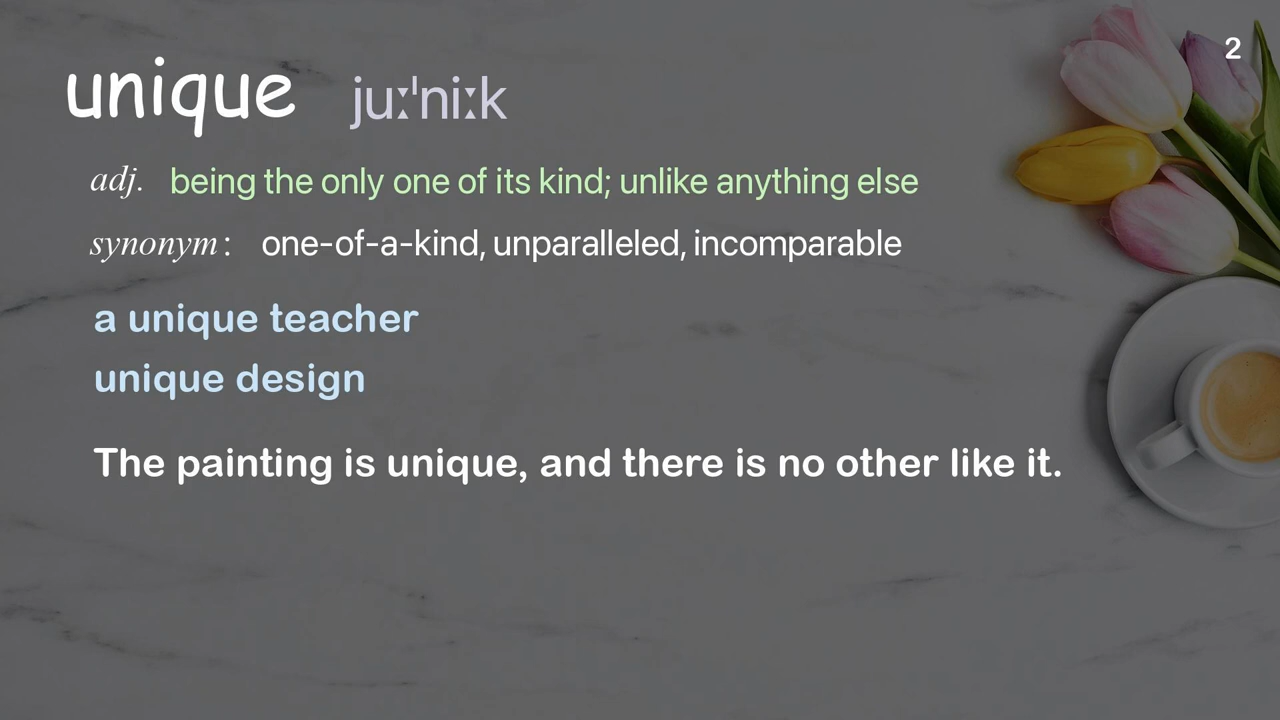 2
unique juːˈniːk
adj. being the only one of its kind; unlike anything else
synonym: one-of-a-kind, unparalleled, incomparable
a unique teacher
unique design
The painting is unique, and there is no other like it.